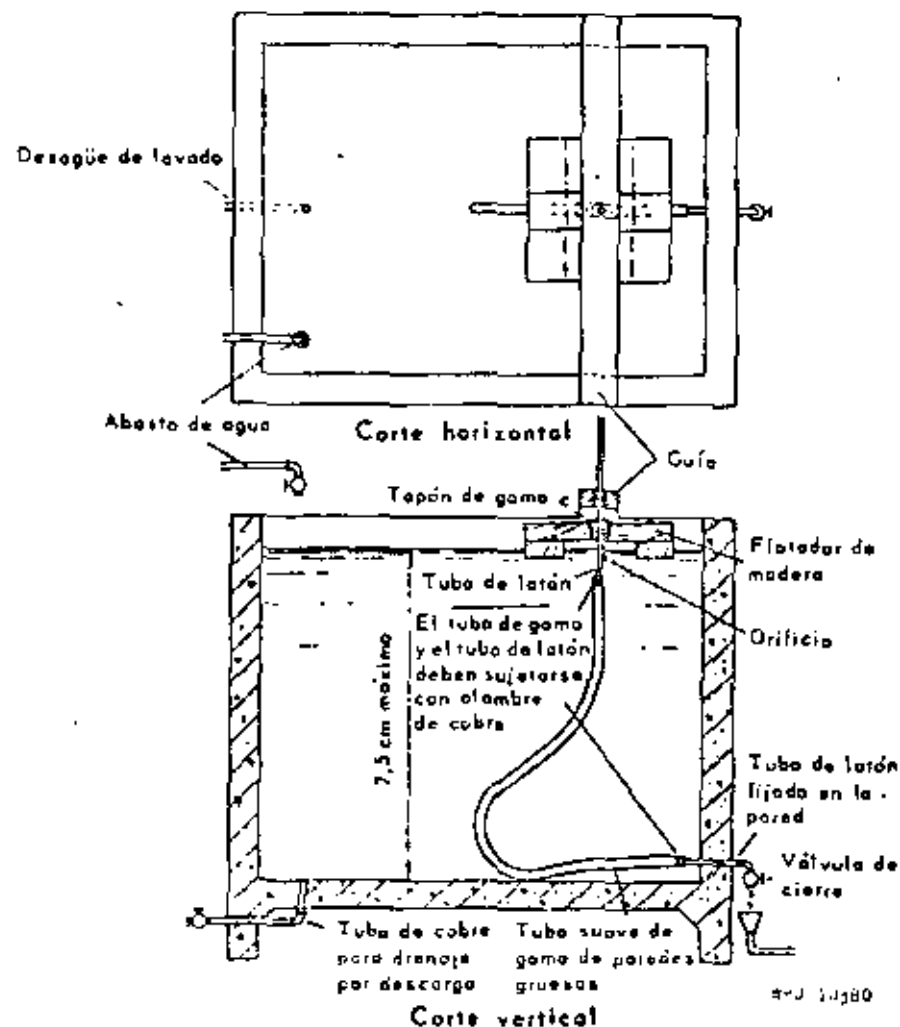 Desagüe de lavado
Abasto de agua
Corte horizontal
Guía
Tapón de goma
Flotador de
madera
Tubo de latón
Orificio
El tubo de goma
y el tubo de latón
deben sujetarse
con alambre
de cobre
7,5 cm máximo
Tubo de latón
fijado en la
pared
Válvula de
cierre
Tubo de cobre
para drenaje
por descarga
Tubo suave de
goma de paredes
gruesas
Corte vertical